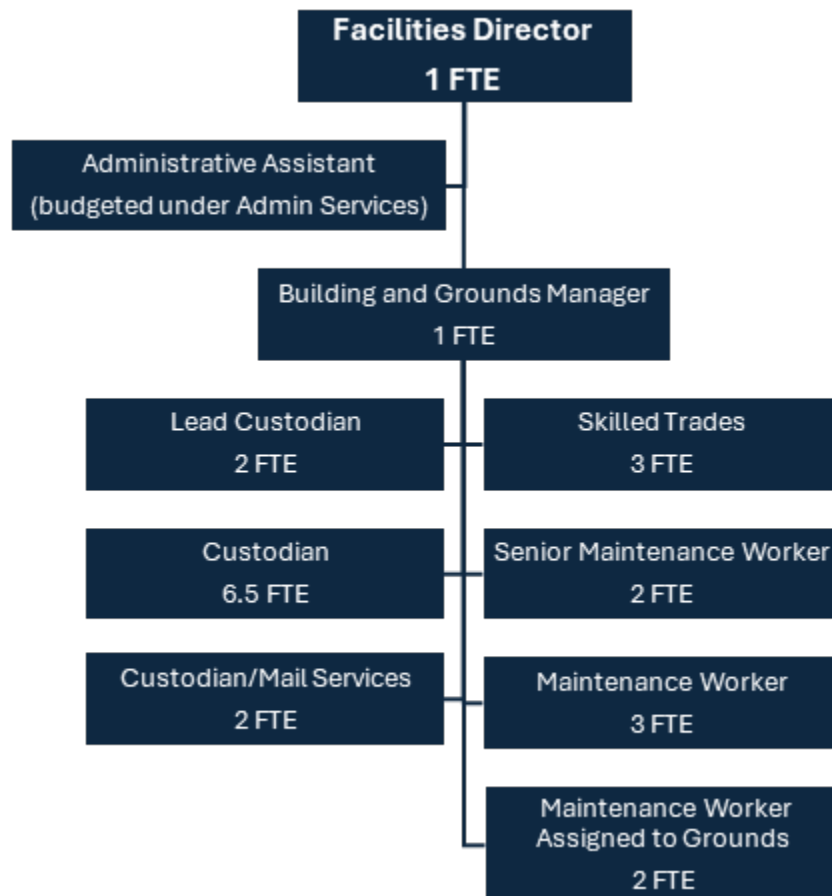 Facilities Director
1 FTE
Administrative Assistant
(budgeted under Admin Services)
Building and Grounds Manager
1 FTE
Lead Custodian
2 FTE
Skilled Trades
3 FTE
Custodian
6.5 FTE
Senior Maintenance Worker
2 FTE
Custodian/Mail Services
2 FTE
Maintenance Worker
3 FTE
Maintenance Worker
Assigned to Grounds
2 FTE